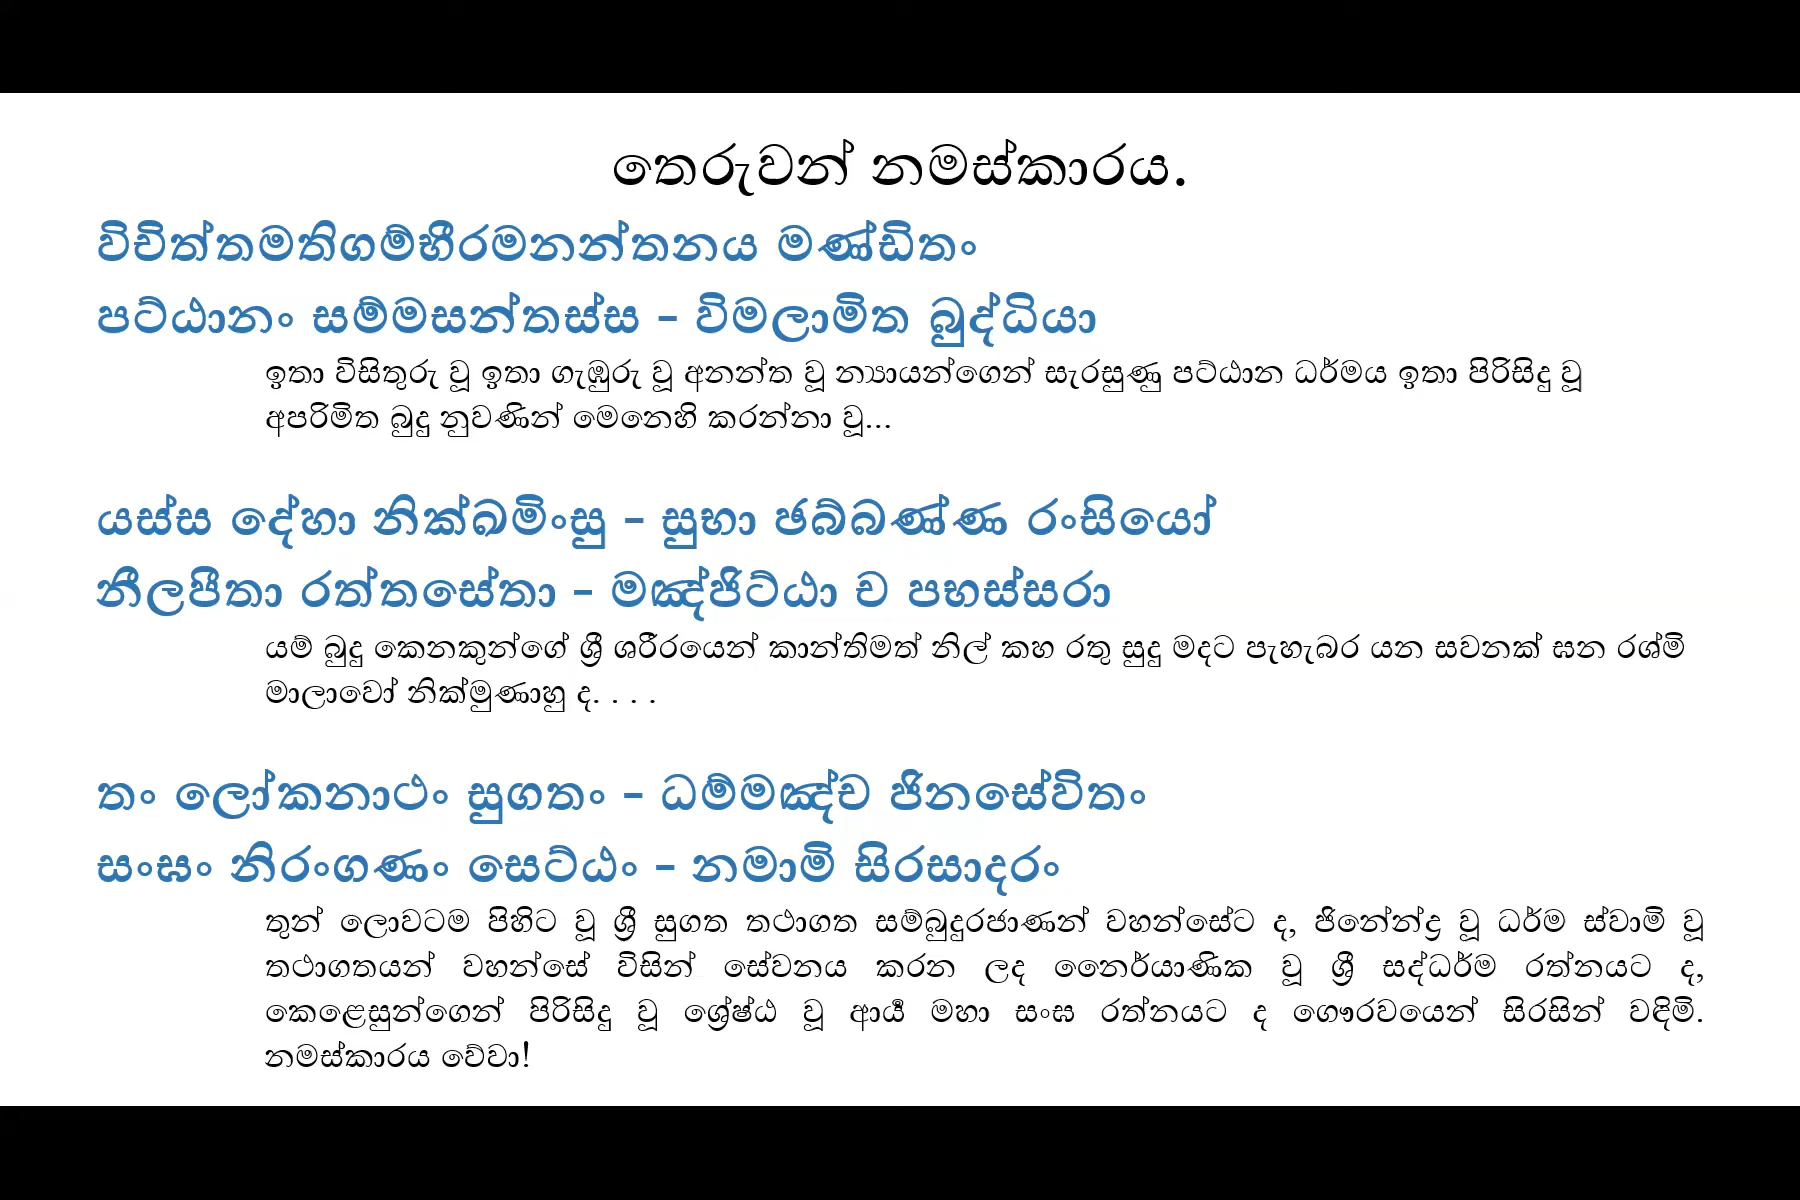 තෙරුවන් නමස්කාරය.
විචිත්තමතිගම්භීරමනන්තනය මණ්ඩිතං
පට්ඨානං සම්මසන්තස්ස – විමලාමිත බුද්ධියා
ඉතා විසිතුරු වූ ඉතා ගැඹුරු වූ අනන්ත වූ න්‍යායන්ගෙන් සැරසුණු පට්ඨාන ධර්මය ඉතා පිරිසිදු වූ
අපරිමිත බුදු නුවණින් මෙනෙහි කරන්නා වූ...
යස්ස දේහා නික්ඛමිංසු – සුභා ඡබ්බණ්ණ රංසියෝ
නීලපීතා රත්තසේතා – මඤ්ජිට්ඨා ච පභස්සරා
යම් බුදු කෙනකුන්ගේ ශ්‍රී ශරීරයෙන් කාන්තිමත් නිල් කහ රතු සුදු මදට පැහැබර යන සවනක් ඝන රශ්මි
මාලාවෝ නික්මුණාහු ද. . . .
තං ලෝකනාථං සුගතං – ධම්මඤ්ච ජිනසේවිතං
සංඝං නිරංගණං සෙට්ඨං – නමාමි සිරසාදරං
තුන් ලොවටම පිහිට වූ ශ්‍රී සුගත තථාගත සම්බුදුරජාණන් වහන්සේට ද, ජිනේන්ද්‍ර වූ ධර්ම ස්වාමි වූ
තථාගතයන් වහන්සේ විසින් සේවනය කරන ලද නෛර්යාණික වූ ශ්‍රී සද්ධර්ම රත්නයට ද,
කෙළෙසුන්ගෙන් පිරිසිදු වූ ශ්‍රේෂ්ඨ වූ ආර්‍ය මහා සංඝ රත්නයට ද ගෞරවයෙන් සිරසින් වඳිමි.
නමස්කාරය වේවා!